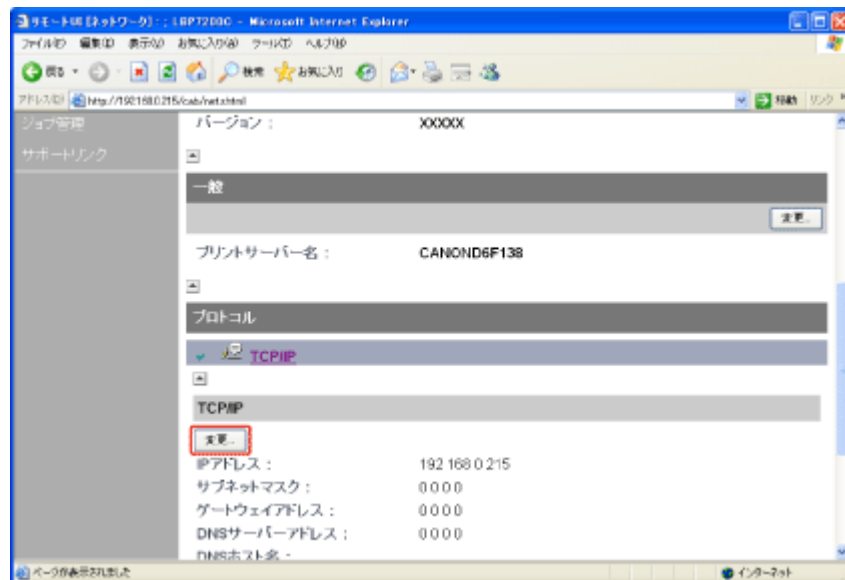 リモートUI [ネットワーク] : ; LBP7200C - Microsoft Internet Explorer
ファイル(F) 編集(E) 表示(V) お気に入り(A) ツール(T) ヘルプ(H)
戻る 検索 お気に入り
アドレス(D) http://192.168.0.215/cab/net.shtml 移動 リンク
ジョブ管理
バージョン : XXXXX
サポートリンク
一般
変更..
プリントサーバー名 : CANOND6F138
プロトコル
TCP/IP
TCP/IP
変更..
IPアドレス : 192.168.0.215
サブネットマスク : 0.0.0.0
ゲートウェイアドレス : 0.0.0.0
DNSサーバーアドレス : 0.0.0.0
DNSホスト名 :
ページが表示されました インターネット